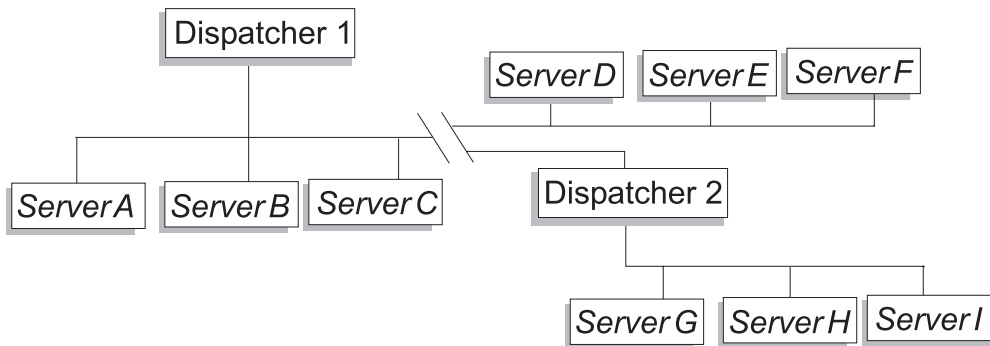 Dispatcher 1
Server D
Server E
Server F
Server A
Server B
Server C
Dispatcher 2
Server G
Server H
Server I